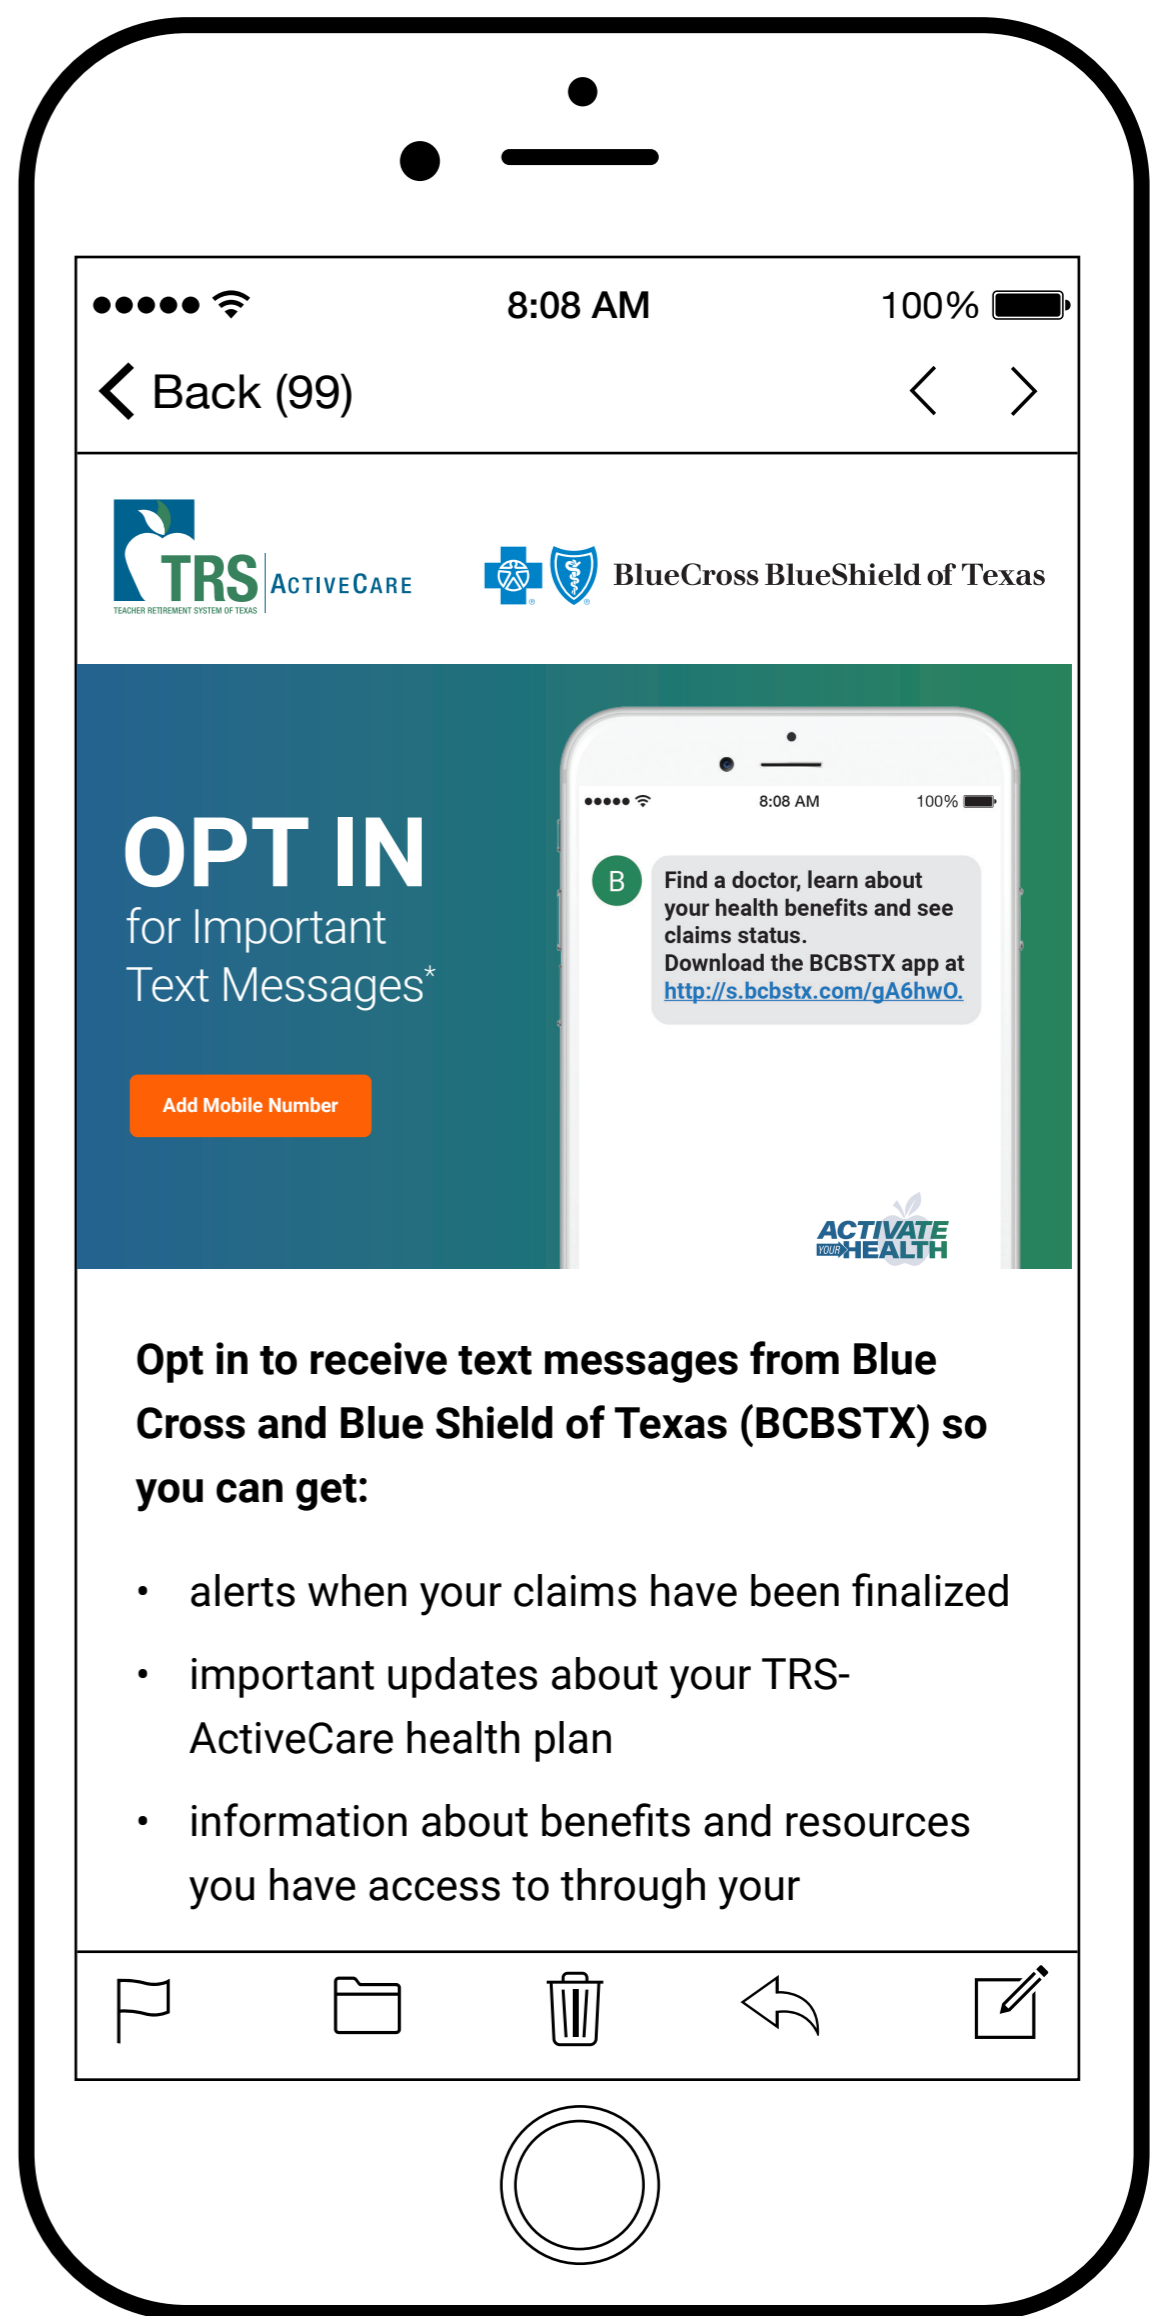 8:08 AM 100%
Back (99)
TRS ACTIVECARE
TEACHER RETIREMENT SYSTEM OF TEXAS
BlueCross BlueShield of Texas
OPT IN
for Important
Text Messages*
Add Mobile Number
8:08 AM 100%
B
Find a doctor, learn about
your health benefits and see
claims status.
Download the BCBSTX app at
http://s.bcbstx.com/gA6hwO.
ACTIVATE
YOUR HEALTH
Opt in to receive text messages from Blue
Cross and Blue Shield of Texas (BCBSTX) so
you can get:
• alerts when your claims have been finalized
• important updates about your TRS-
ActiveCare health plan
• information about benefits and resources
you have access to through your